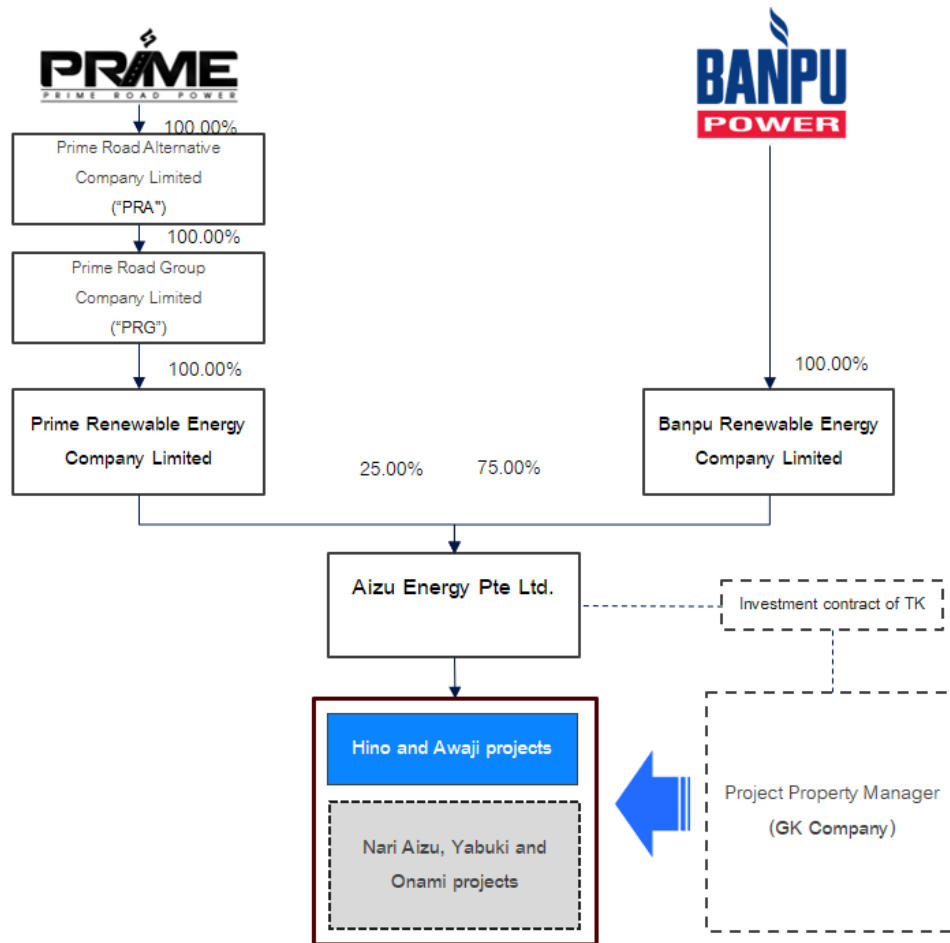 PRIME
PRIME ROAD POWER
BANPU
POWER
100.00%
Prime Road Alternative
Company Limited
("PRA")
100.00%
Prime Road Group
Company Limited
("PRG")
100.00%
100.00%
Prime Renewable Energy
Company Limited
Banpu Renewable Energy
Company Limited
25.00%
75.00%
Aizu Energy Pte Ltd.
Investment contract of TK
Hino and Awaji projects
Nari Aizu, Yabuki and
Onami projects
Project Property Manager
(GK Company)